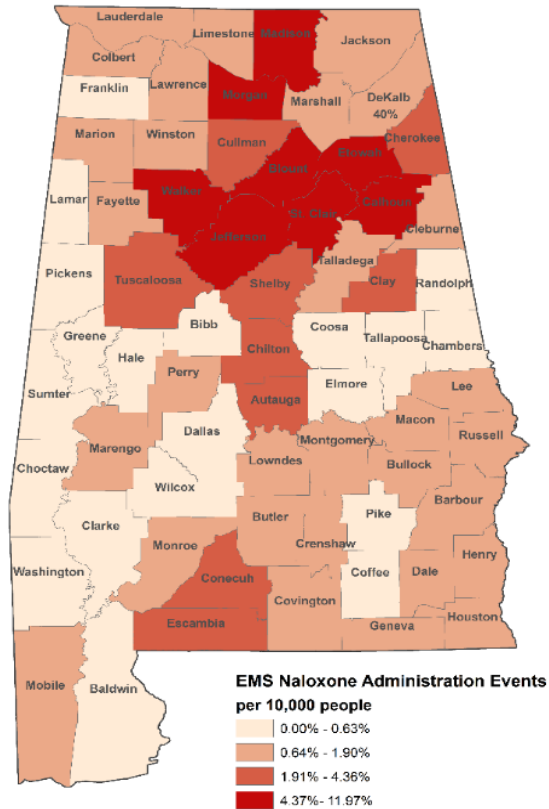 Lauderdale
Limestone
Madison
Jackson
Colbert
Franklin
Lawrence
Morgan
Marshall
DeKalb
40%
Cherokee
Marion
Winston
Cullman
Blount
Etowah
Lamar
Fayette
Walker
Jefferson
St. Clair
Calhoun
Cleburne
Talladega
Pickens
Tuscaloosa
Shelby
Clay
Randolph
Greene
Hale
Bibb
Chilton
Coosa
Tallapoosa
Chambers
Sumter
Perry
Autauga
Elmore
Lee
Macon
Russell
Choctaw
Marengo
Dallas
Lowndes
Montgomery
Bullock
Wilcox
Clarke
Butler
Crenshaw
Pike
Barbour
Washington
Monroe
Conecuh
Coffee
Dale
Henry
Escambia
Covington
Geneva
Houston
Mobile
Baldwin
EMS Naloxone Administration Events
per 10,000 people
0.00% - 0.63%
0.64% - 1.90%
1.91% - 4.36%
4.37%- 11.97%